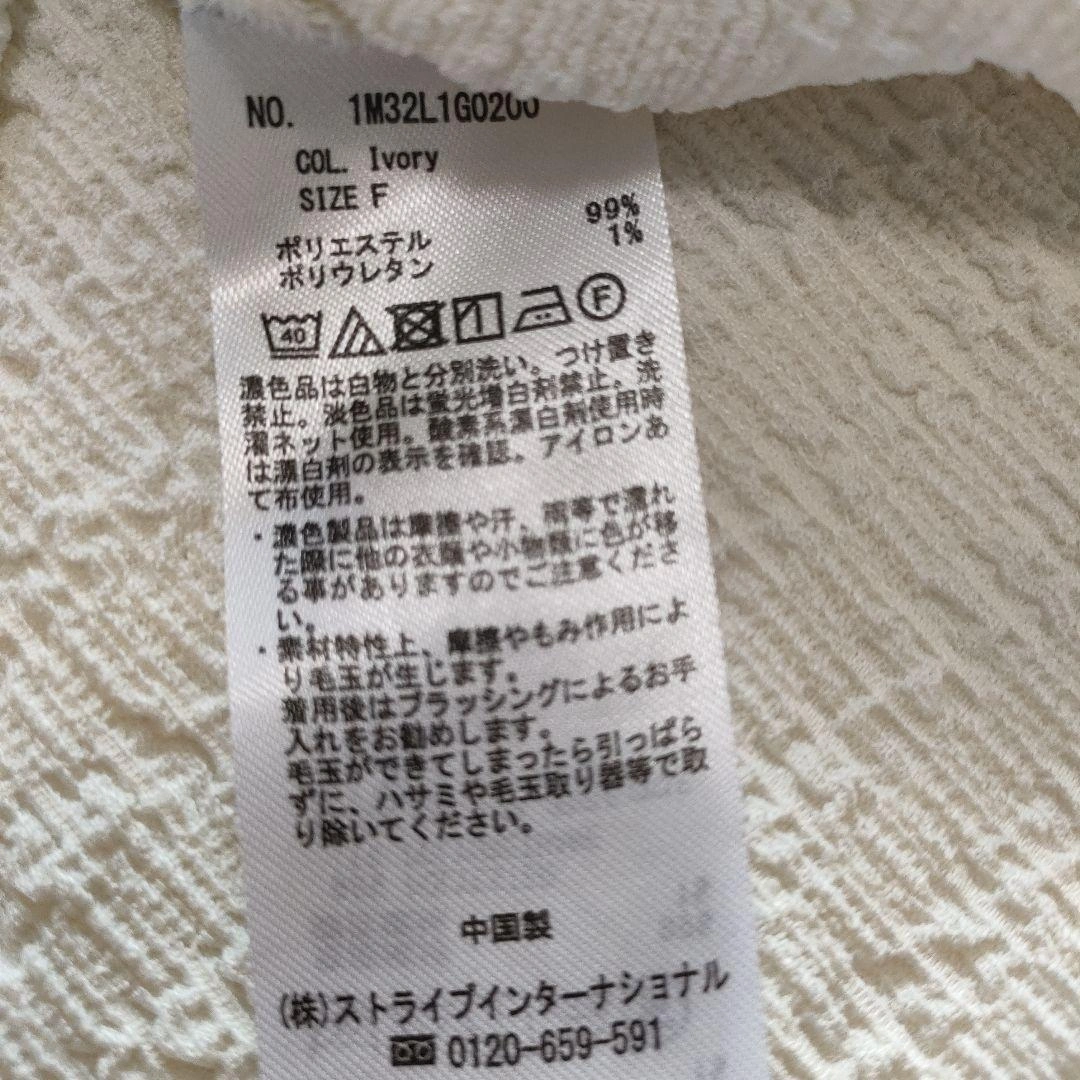 NO. 1M32L1G0200
COL. Ivory
SIZE F
ポリエステル 99%
ポリウレタン 1%
40 F
濃色品は白物と分別洗い。つけ置き
禁止。淡色品は蛍光増白剤禁止。洗
濯ネット使用。酸素系漂白剤使用時
は漂白剤の表示を確認、アイロンあ
て布使用。
・濃色製品は摩擦や汗、雨等で濡れ
た際に他の衣類や小物類に色が移
る事がありますのでご注意くださ
い。
・素材特性上、摩擦やもみ作用によ
り毛玉が生じます。
着用後はブラッシングによるお手
入れをお勧めします。
毛玉ができてしまったら引っぱら
ずに、ハサミや毛玉取り器等で取
り除いてください。
中国製
(株)ストライプインターナショナル
0120-659-591